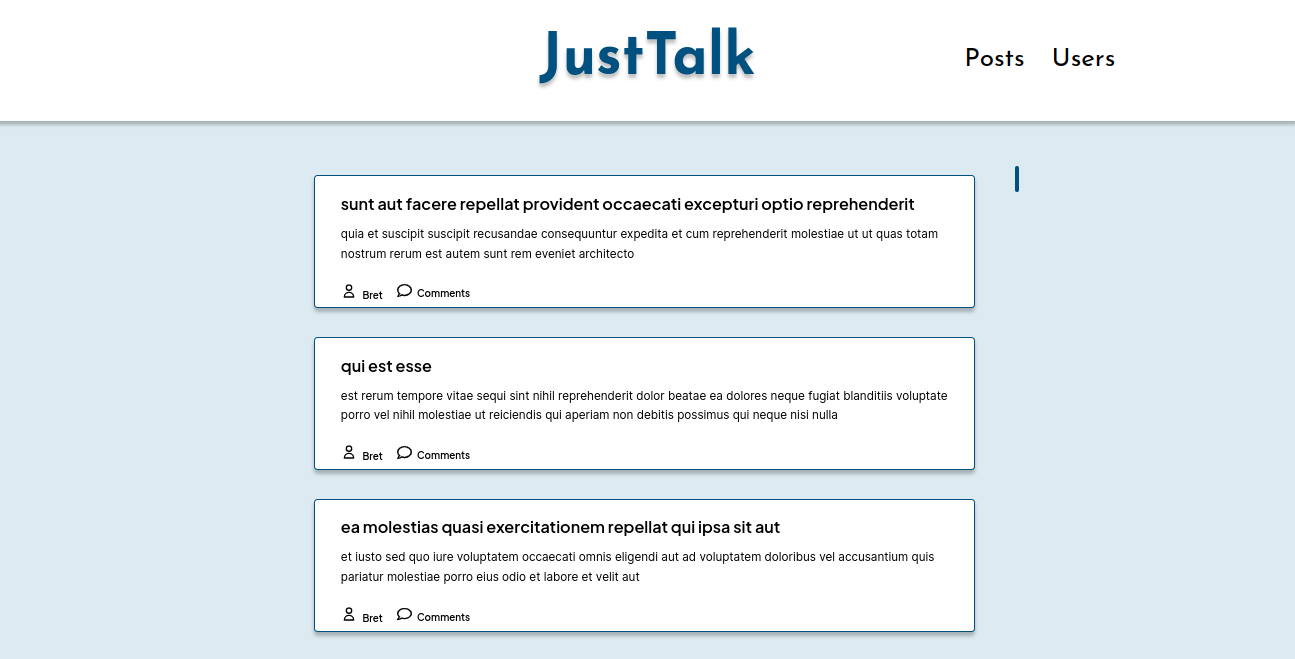 JustTalk
Posts Users
sunt aut facere repellat provident occaecati excepturi optio reprehenderit
quia et suscipit suscipit recusandae consequuntur expedita et cum reprehenderit molestiae ut ut quas totam
nostrum rerum est autem sunt rem eveniet architecto
Bret Comments
qui est esse
est rerum tempore vitae sequi sint nihil reprehenderit dolor beatae ea dolores neque fugiat blanditiis voluptate
porro vel nihil molestiae ut reiciendis qui aperiam non debitis possimus qui neque nisi nulla
Bret Comments
ea molestias quasi exercitationem repellat qui ipsa sit aut
et iusto sed quo iure voluptatem occaecati omnis eligendi aut ad voluptatem doloribus vel accusantium quis
pariatur molestiae porro eius odio et labore et velit aut
Bret Comments